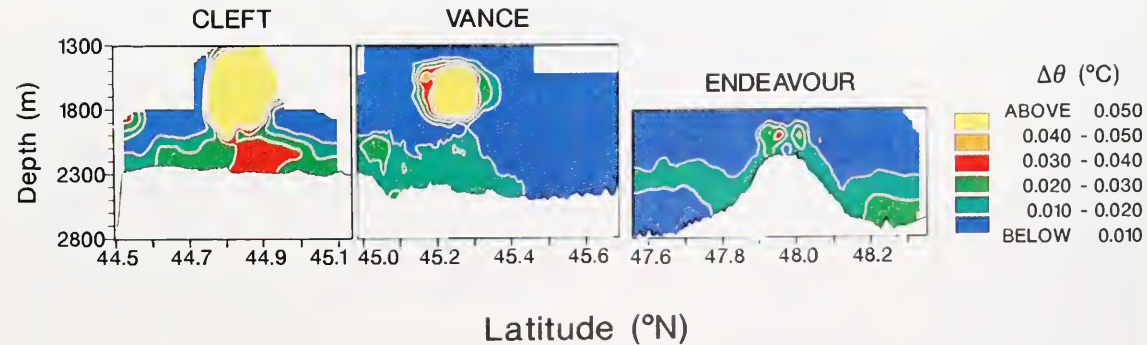 CLEFT
VANCE
ENDEAVOUR
Δθ (°C)
ABOVE 0.050
0.040 - 0.050
0.030 - 0.040
0.020 - 0.030
0.010 - 0.020
BELOW 0.010
Depth (m)
1300
1800
2300
2800
44.5 44.7 44.9 45.1
45.0 45.2 45.4 45.6
47.6 47.8 48.0 48.2
Latitude (°N)